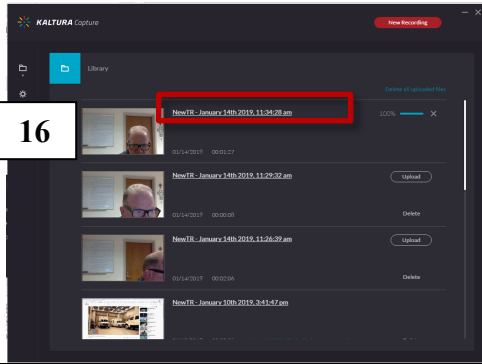 KALTURA Capture
New Recording
Library
Delete all uploaded files
16
NewTR - January 14th 2019, 11:34:28 am
100%
01/14/2019 00:01:27
NewTR - January 14th 2019, 11:29:32 am
Upload
01/14/2019 00:00:08
Delete
NewTR - January 14th 2019, 11:26:39 am
Upload
01/14/2019 00:02:06
Delete
NewTR - January 10th 2019, 3:41:47 pm